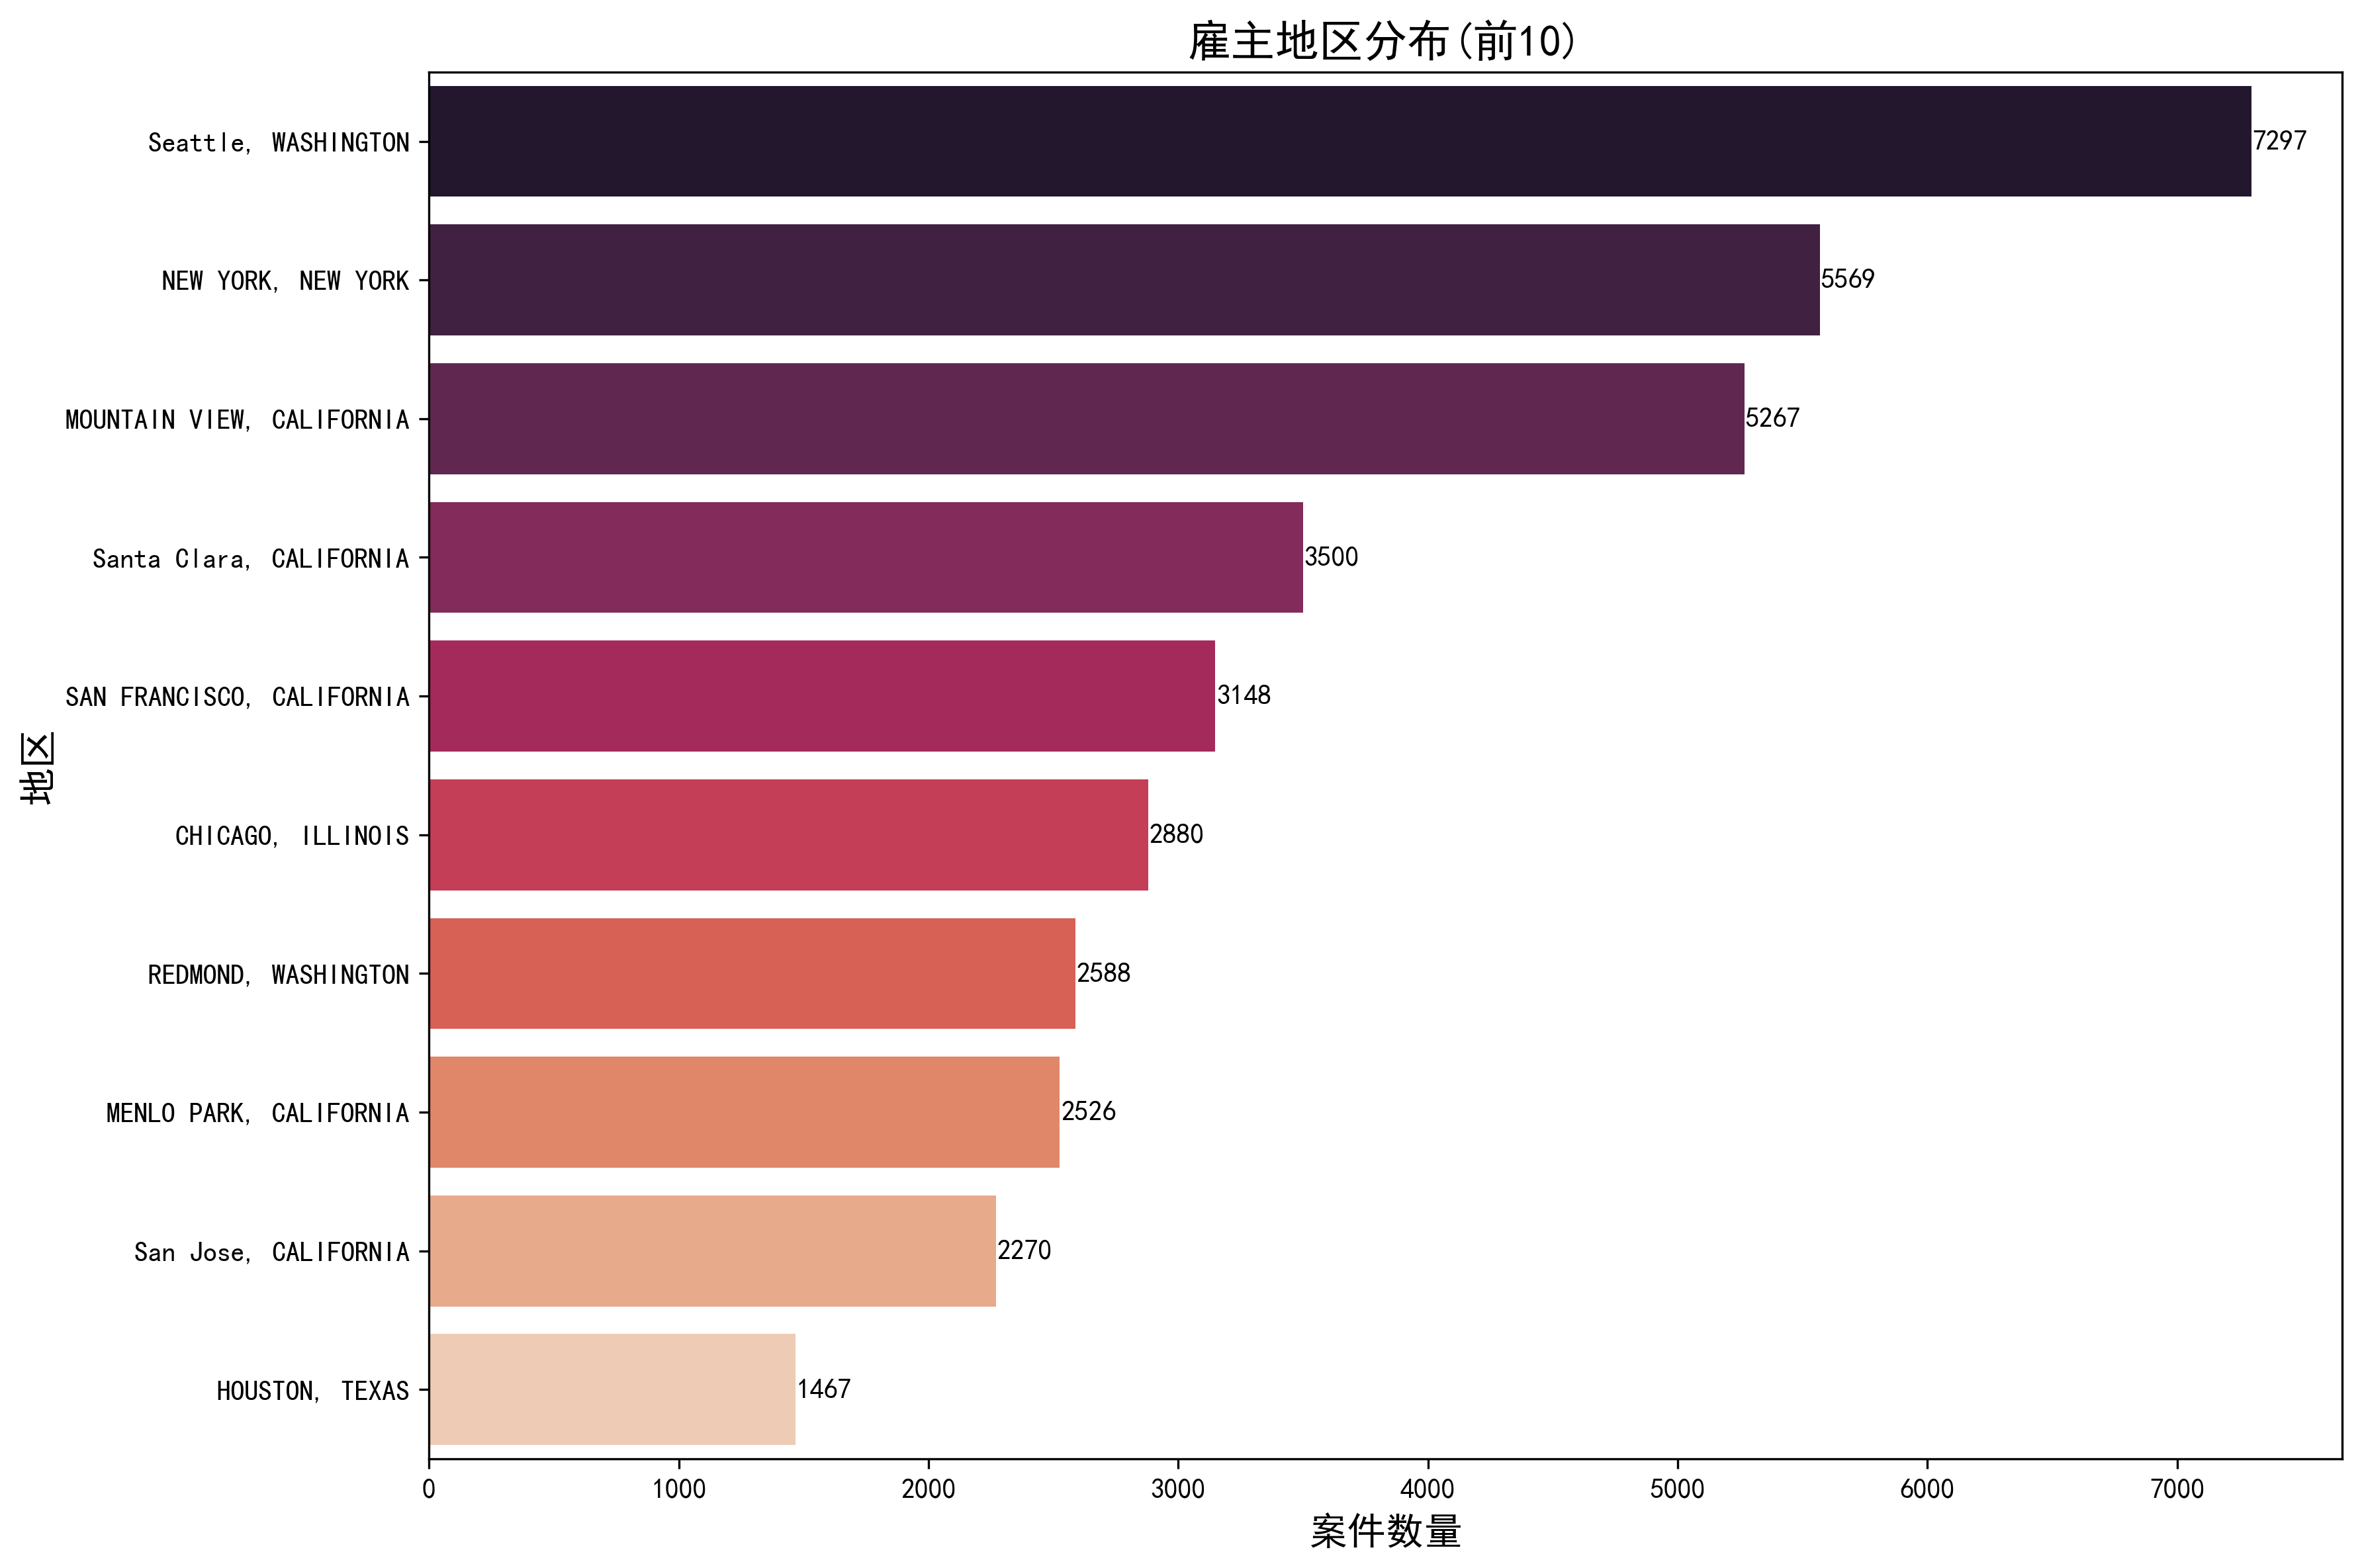 雇主地区分布(前10)
Seattle, WASHINGTON
7297
NEW YORK, NEW YORK
5569
MOUNTAIN VIEW, CALIFORNIA
5267
Santa Clara, CALIFORNIA
3500
SAN FRANCISCO, CALIFORNIA
3148
地区
CHICAGO, ILLINOIS
2880
REDMOND, WASHINGTON
2588
MENLO PARK, CALIFORNIA
2526
San Jose, CALIFORNIA
2270
HOUSTON, TEXAS
1467
0 1000 2000 3000 4000 5000 6000 7000
案件数量